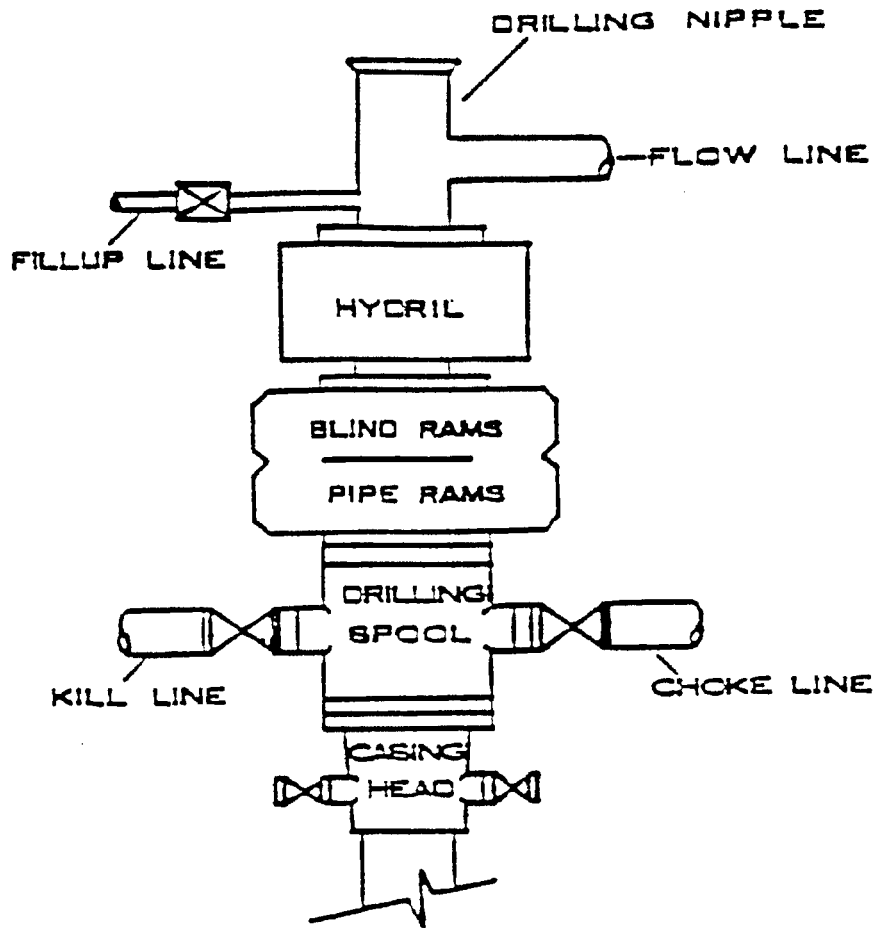 DRILLING NIPPLE
FLOW LINE
FILLUP LINE
HYDRIL
BLIND RAMS
PIPE RAMS
DRILLING
SPOOL
KILL LINE
CHOKE LINE
CASING
HEAD